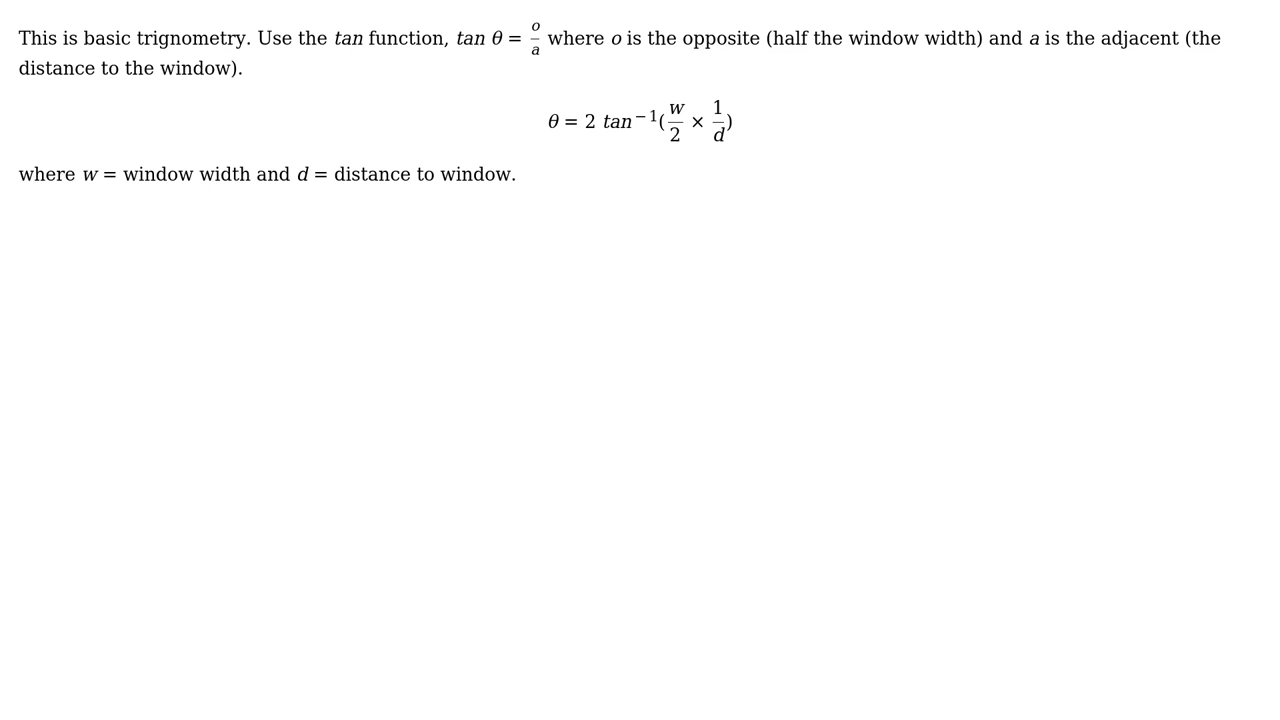 This is basic trignometry. Use the tan function, tan θ = o/a where o is the opposite (half the window width) and a is the adjacent (the
distance to the window).
θ = 2 tan⁻¹(w/2 × 1/d)
where w = window width and d = distance to window.